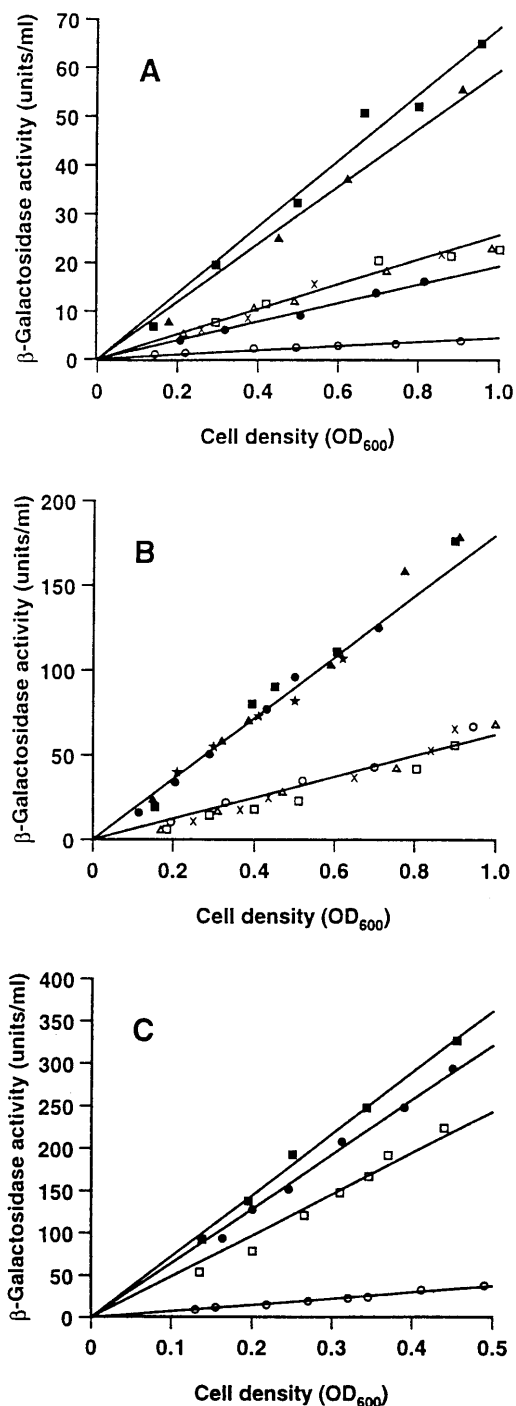 A
β-Galactosidase activity (units/ml)
70
60
50
40
30
20
10
0
0 0.2 0.4 0.6 0.8 1.0
Cell density (OD600)
B
β-Galactosidase activity (units/ml)
200
150
100
50
0
0 0.2 0.4 0.6 0.8 1.0
Cell density (OD600)
C
β-Galactosidase activity (units/ml)
400
350
300
250
200
150
100
50
0
0 0.1 0.2 0.3 0.4 0.5
Cell density (OD600)